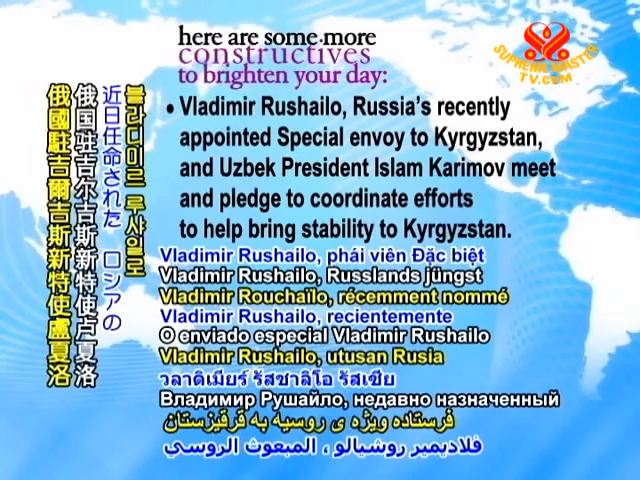 here are some more
constructives
to brighten your day:
SUPREME MASTER
TV.COM
• Vladimir Rushailo, Russia's recently
appointed Special envoy to Kyrgyzstan,
and Uzbek President Islam Karimov meet
and pledge to coordinate efforts
to help bring stability to Kyrgyzstan.
俄國駐吉爾吉斯新特使盧夏洛
俄国驻吉尔吉斯新特使卢夏洛
近日任命された ロシアの
블라디미르 루샤일로
Vladimir Rushailo, phái viên Đặc biệt
Vladimir Rushailo, Russlands jüngst
Vladimir Rouchaïlo, récemment nommé
Vladimir Rushailo, recientemente
O enviado especial Vladimir Rushailo
Vladimir Rushailo, utusan Rusia
วลาดิเมียร์ รัสชาลิโอ รัสเซีย
Владимир Рушайло, недавно назначенный
فرستاده ویژه ی روسیه به قرقیزستان
فلاديمير روشيالو ، المبعوث الروسي